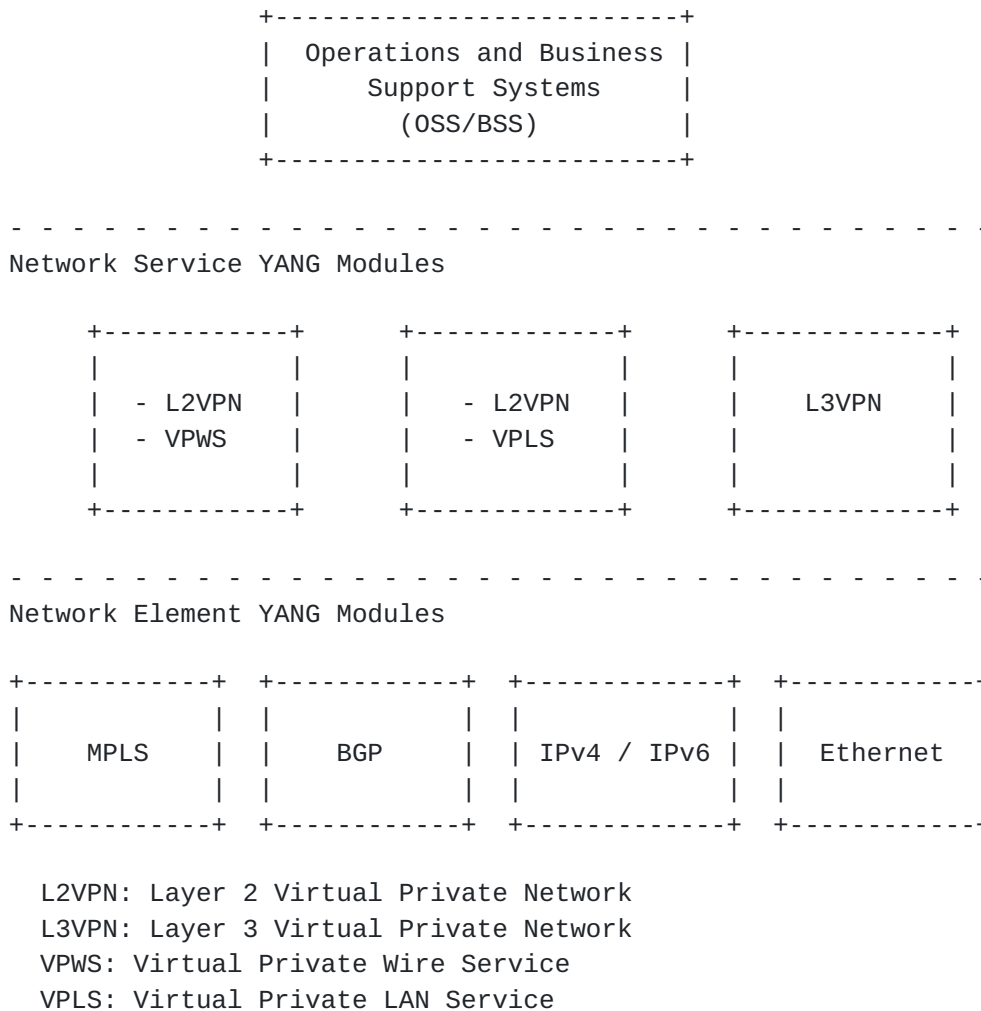 Operations and Business
Support Systems
(OSS/BSS)
Network Service YANG Modules
- L2VPN - L2VPN L3VPN
- VPWS - VPLS
Network Element YANG Modules
MPLS BGP IPv4 / IPv6 Ethernet
L2VPN: Layer 2 Virtual Private Network
L3VPN: Layer 3 Virtual Private Network
VPWS: Virtual Private Wire Service
VPLS: Virtual Private LAN Service